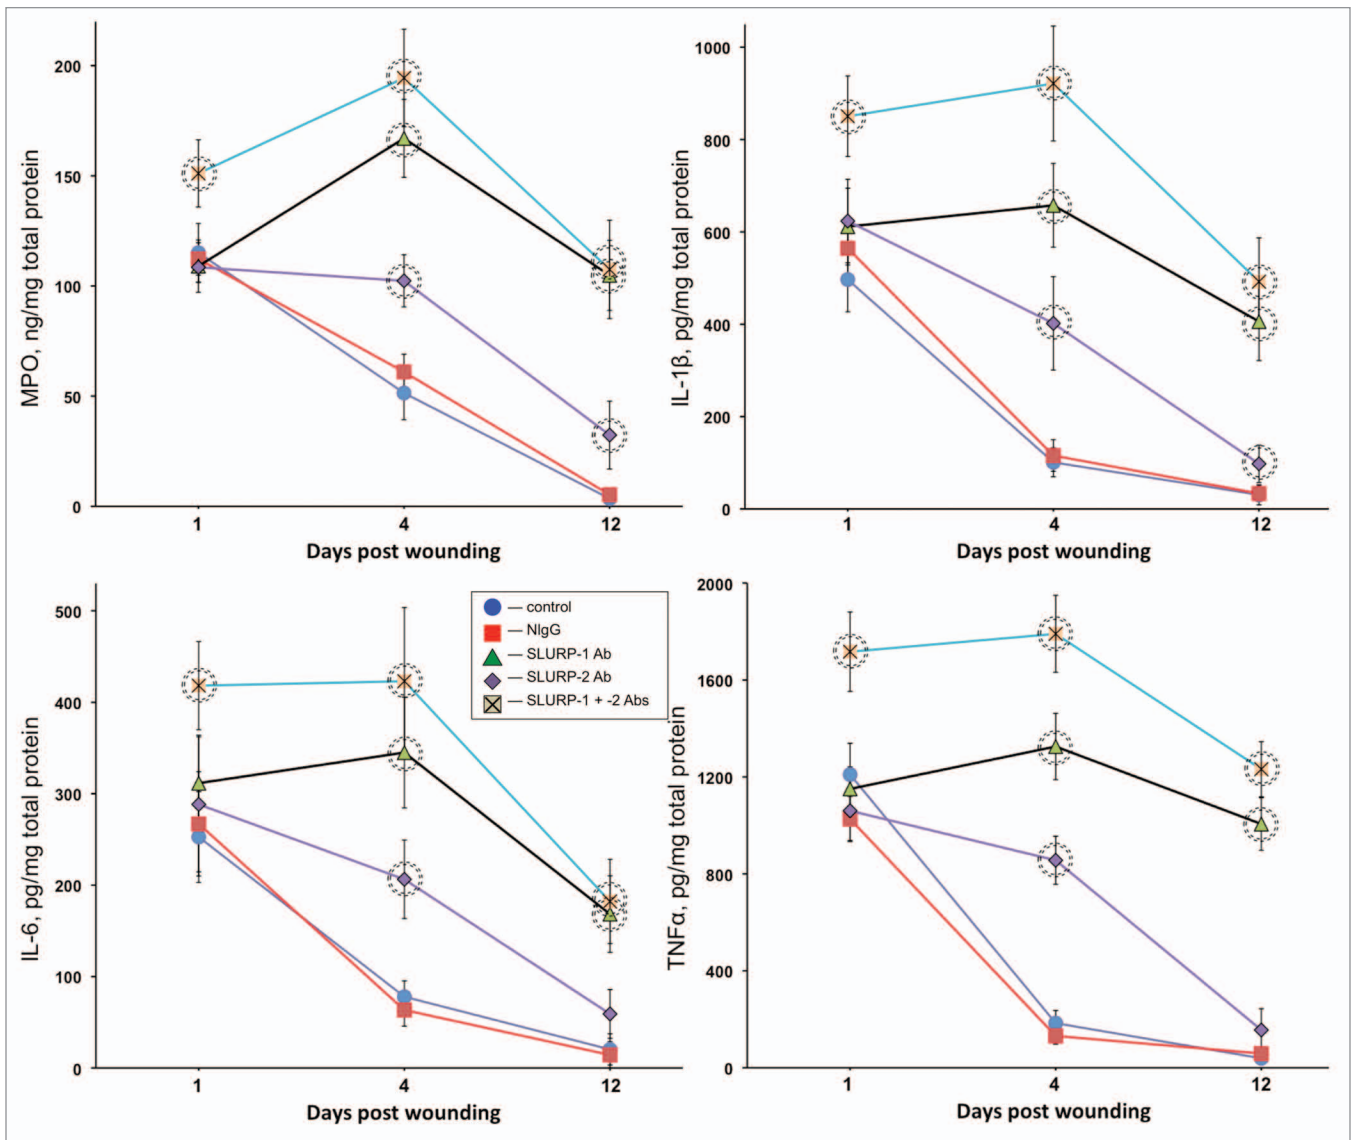 MPO, ng/mg total protein
200
150
100
50
0
1 4 12
Days post wounding
IL-1β, pg/mg total protein
1000
800
600
400
200
0
1 4 12
Days post wounding
IL-6, pg/mg total protein
500
400
300
200
100
0
1 4 12
Days post wounding
— control
— NIgG
— SLURP-1 Ab
— SLURP-2 Ab
— SLURP-1 + -2 Abs
TNFα, pg/mg total protein
2000
1600
1200
800
400
0
1 4 12
Days post wounding